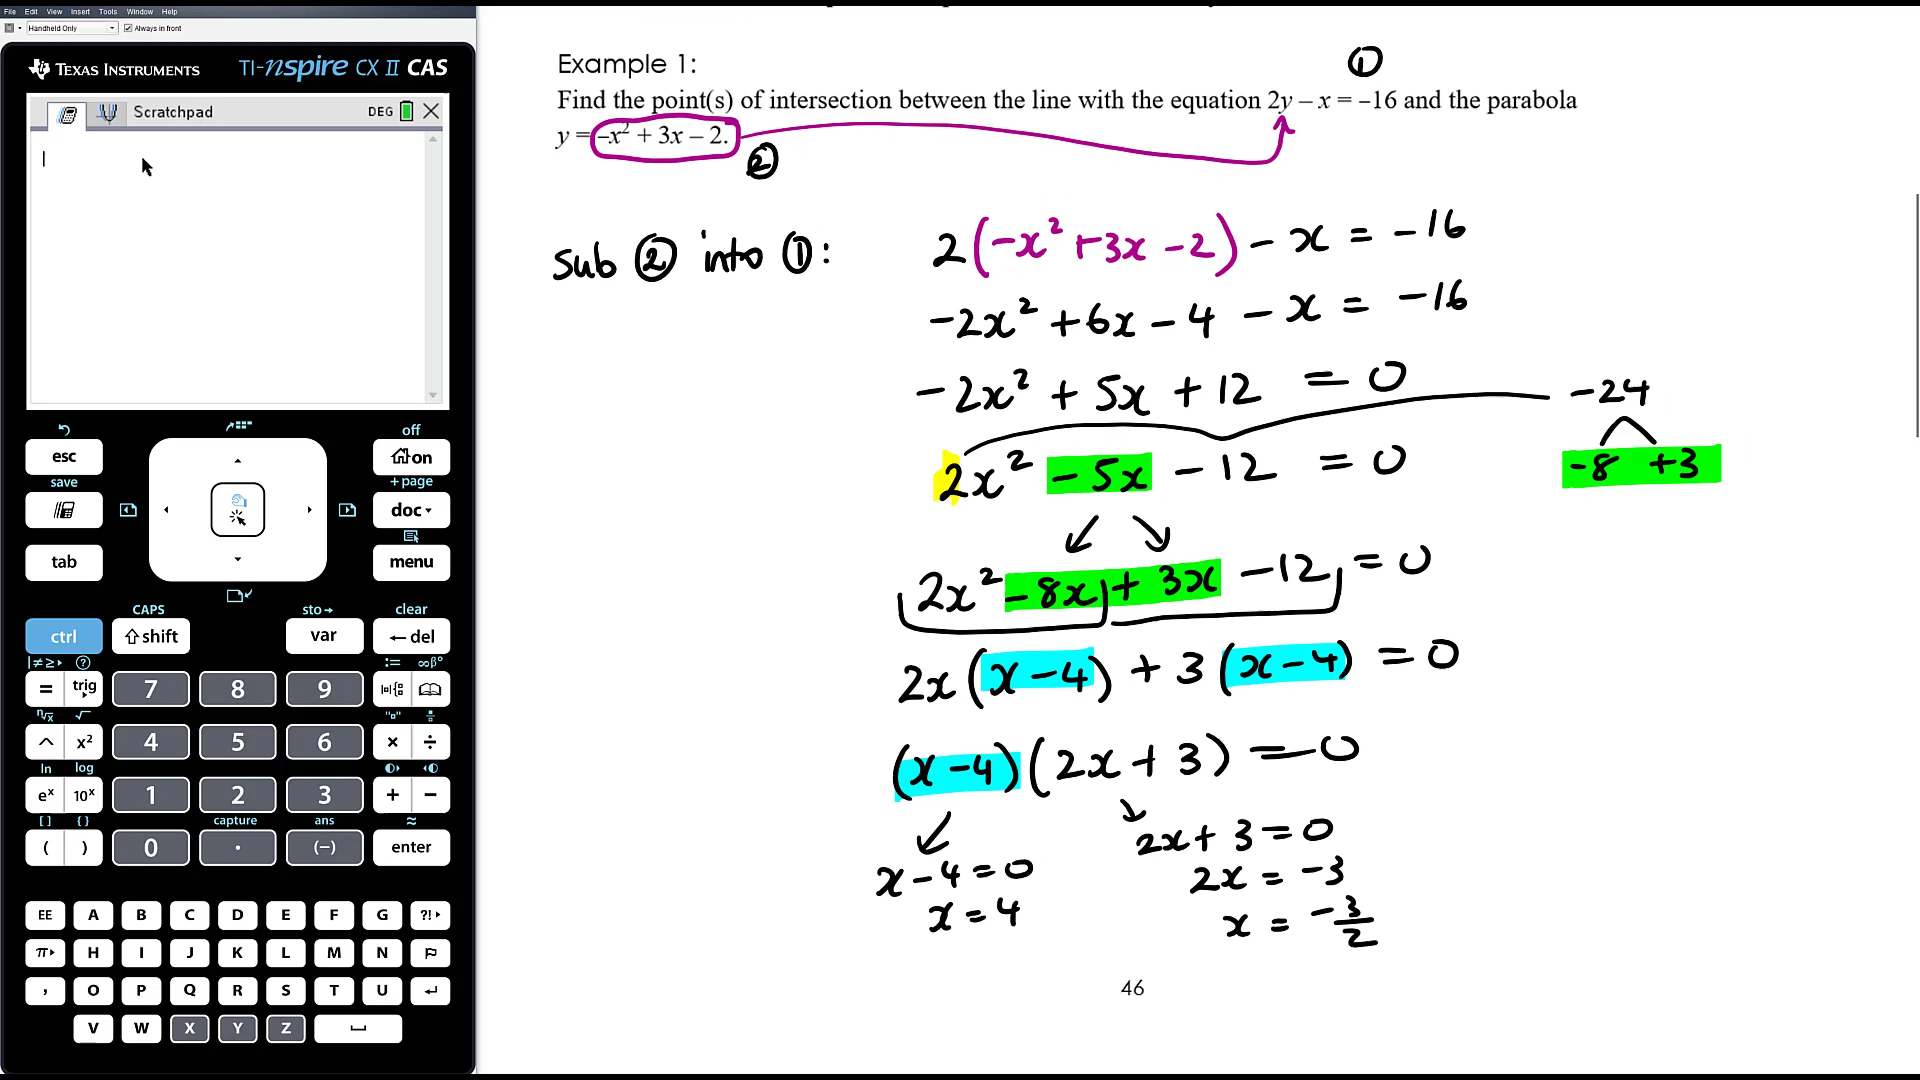 File Edit View Insert Tools Window Help
Handheld Only Always in front
TEXAS INSTRUMENTS TI-nspire CX II CAS
Scratchpad DEG
off
esc on
save + page
doc
tab menu
CAPS sto→ clear
ctrl ⇧shift var ←del
|≠≥▸ ? := ∞β°
= trig 7 8 9
ⁿ√x √
^ x² 4 5 6 × ÷
ln log
eˣ 10ˣ 1 2 3 + −
[ ] { } capture ans ≈
( ) 0 . (−) enter
EE A B C D E F G ?!▸
π▸ H I J K L M N
, O P Q R S T U ↵
V W X Y Z
Example 1: ①
Find the point(s) of intersection between the line with the equation 2y – x = –16 and the parabola
y = –x² + 3x – 2. ②
sub ② into ①: 2(-x² + 3x - 2) - x = -16
-2x² + 6x - 4 - x = -16
-2x² + 5x + 12 = 0
-24
2x² - 5x - 12 = 0 -8 +3
2x² - 8x + 3x - 12 = 0
2x(x-4) + 3(x-4) = 0
(x-4)(2x+3) = 0
x - 4 = 0 2x + 3 = 0
x = 4 2x = -3
x = -3/2
46